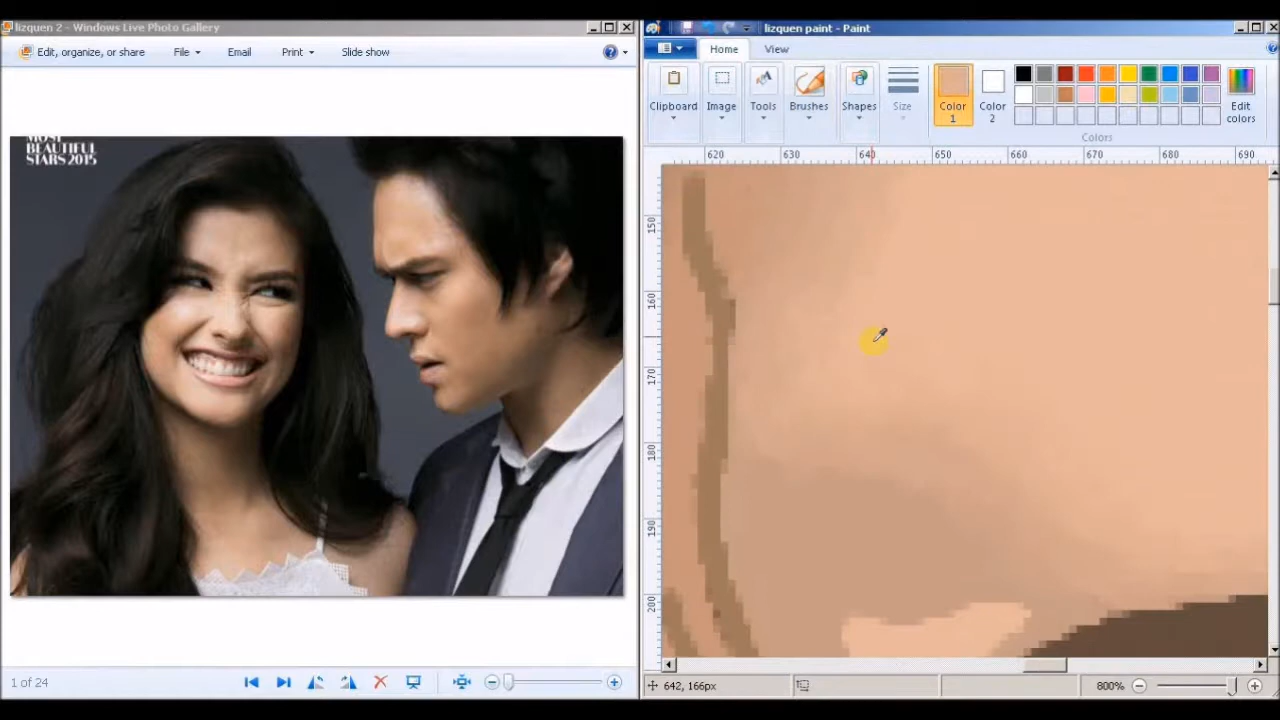 lizquen 2 - Windows Live Photo Gallery
Edit, organize, or share File Email Print Slide show
MOST
BEAUTIFUL
STARS 2015
1 of 24
lizquen paint - Paint
Home View
Clipboard Image Tools Brushes Shapes Size Color 1 Color 2 Edit colors
Colors
620 630 640 650 660 670 680 690
150
160
170
180
190
200
642, 166px
800%